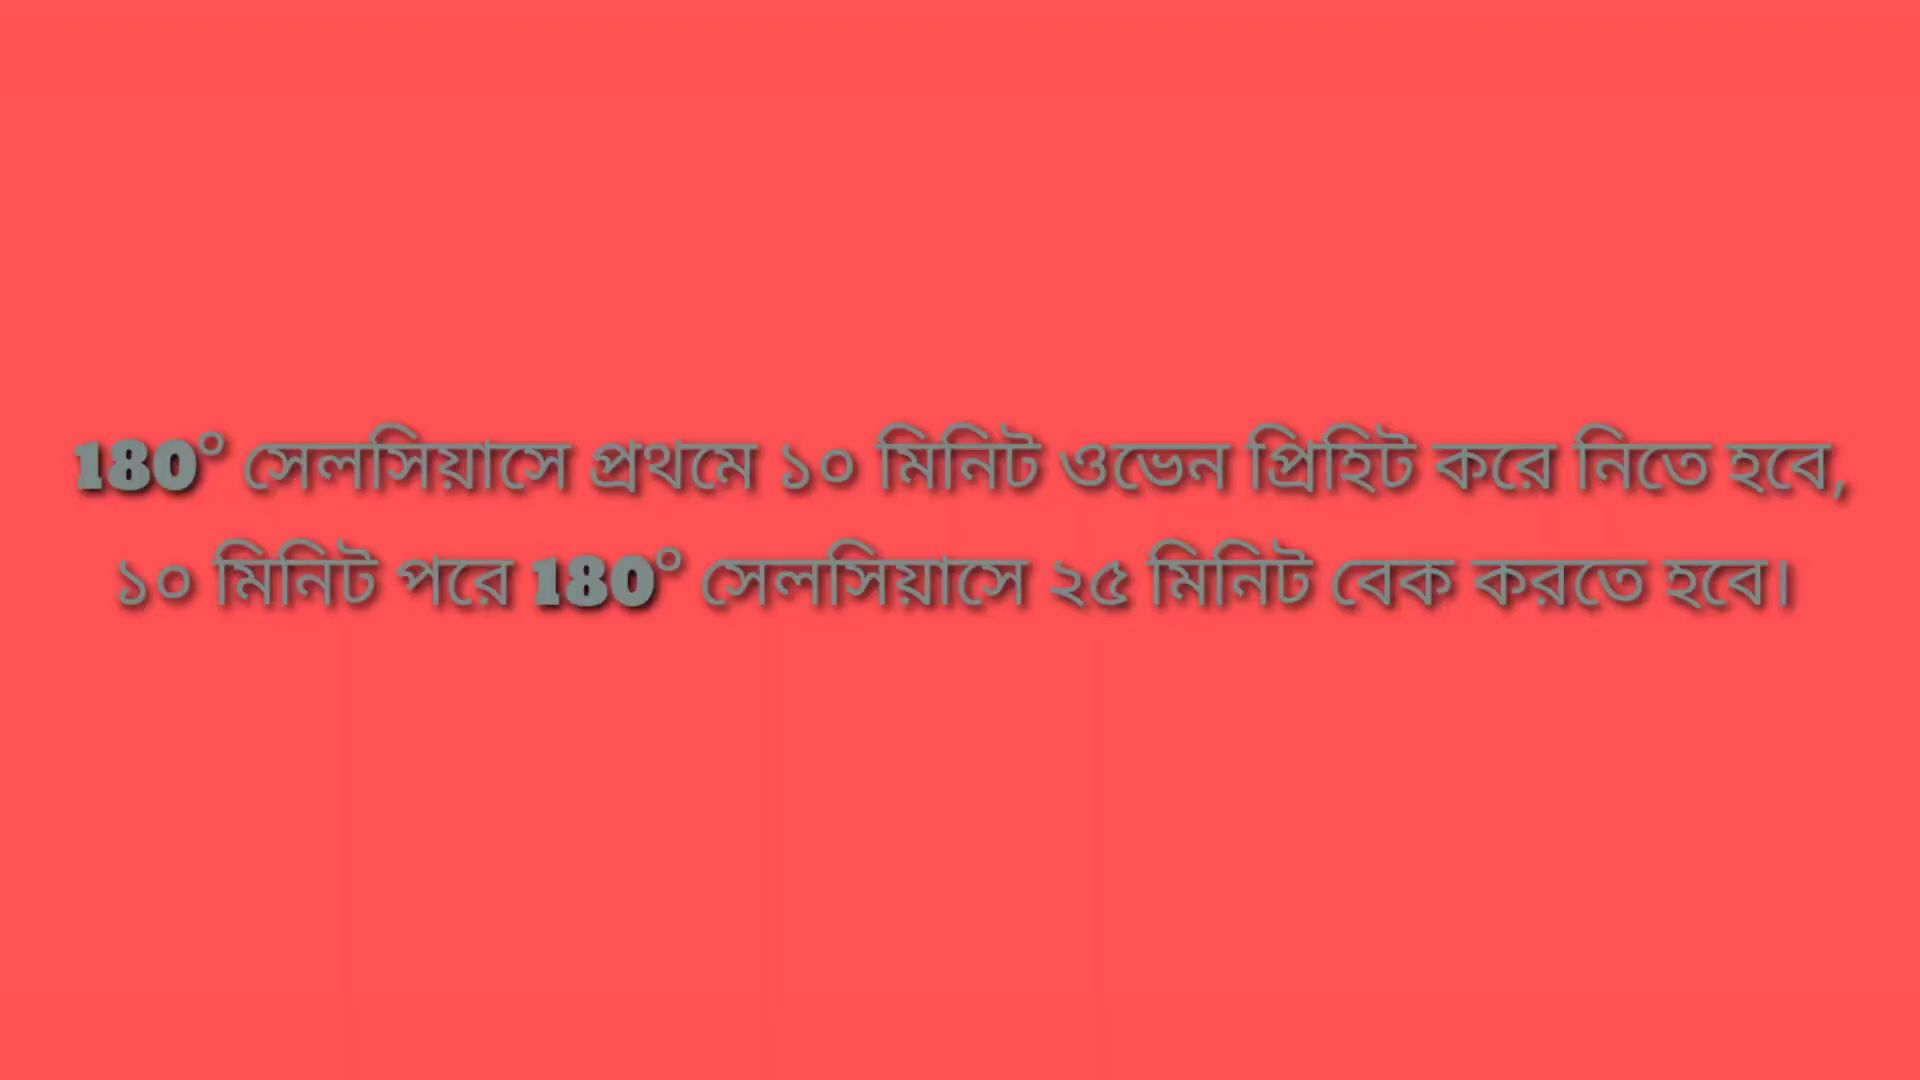 180° সেলসিয়াসে প্রথমে ১০ মিনিট ওভেন প্রিহিট করে নিতে হবে,
১০ মিনিট পরে 180° সেলসিয়াসে ২৫ মিনিট বেক করতে হবে।